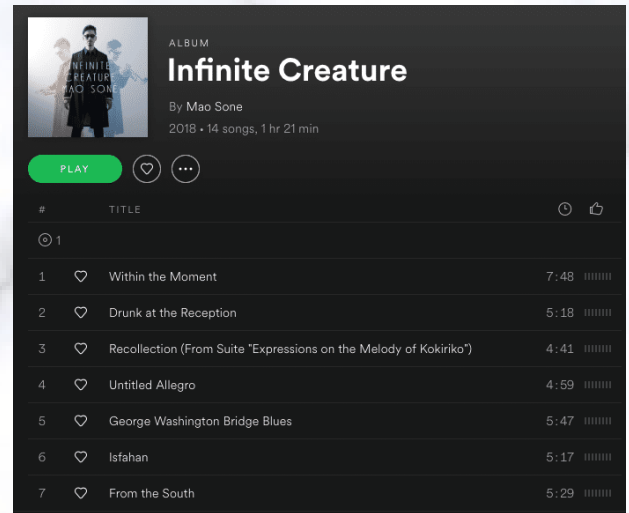 INFINITE
CREATURE
MAO SONE
ALBUM
Infinite Creature
By Mao Sone
2018 • 14 songs, 1 hr 21 min
PLAY
# TITLE
1
1 Within the Moment 7:48
2 Drunk at the Reception 5:18
3 Recollection (From Suite "Expressions on the Melody of Kokiriko") 4:41
4 Untitled Allegro 4:59
5 George Washington Bridge Blues 5:47
6 Isfahan 5:17
7 From the South 5:29